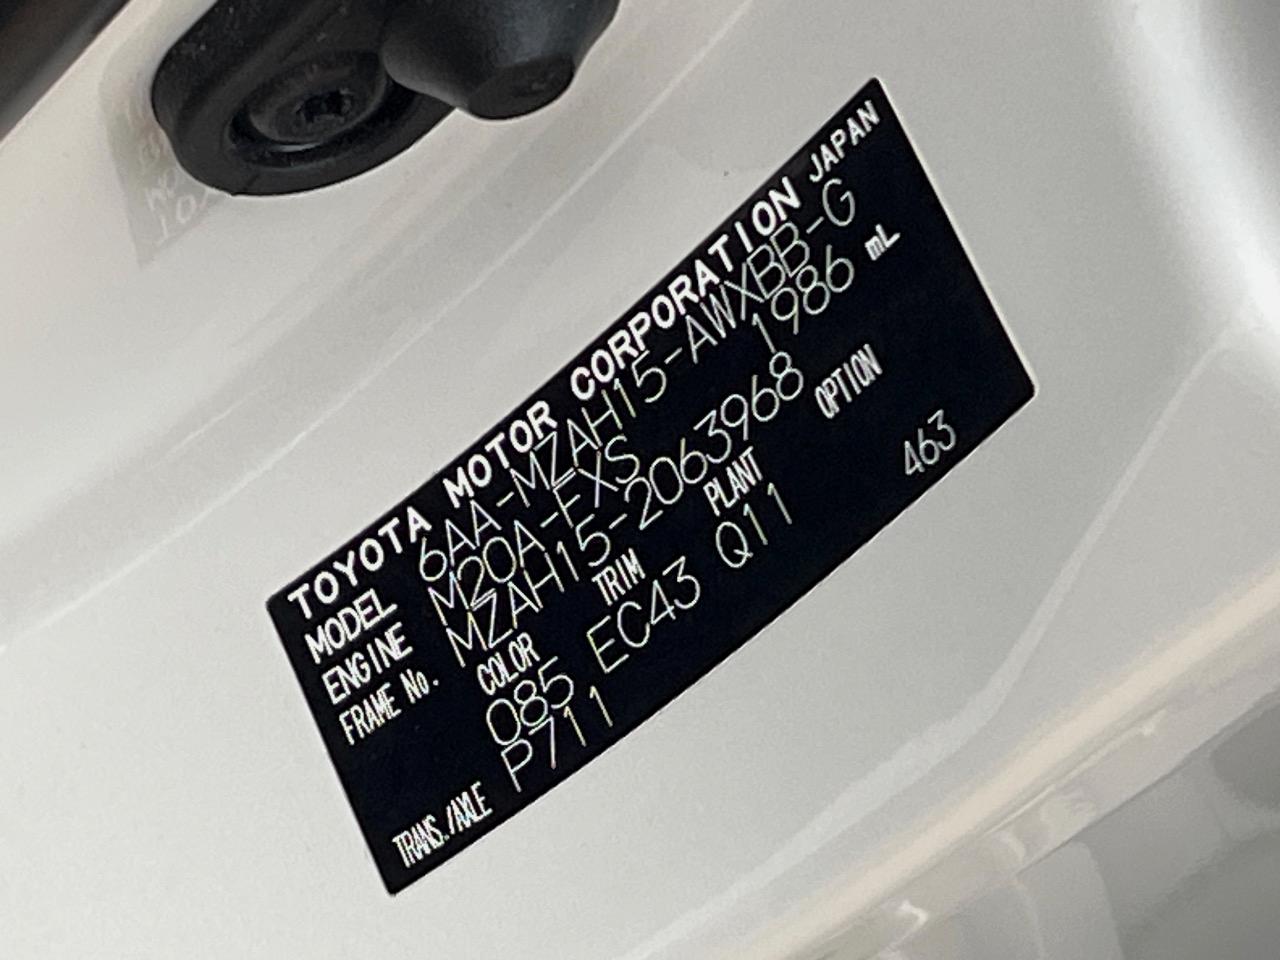 TOYOTA MOTOR CORPORATION JAPAN
MODEL 6AA-MZAH15-AWXBB-G
ENGINE M20A-FXS 1986 mL
FRAME No. MZAH15-2063968
COLOR TRIM PLANT OPTION
085 EC43 Q11 463
TRANS./AXLE P711